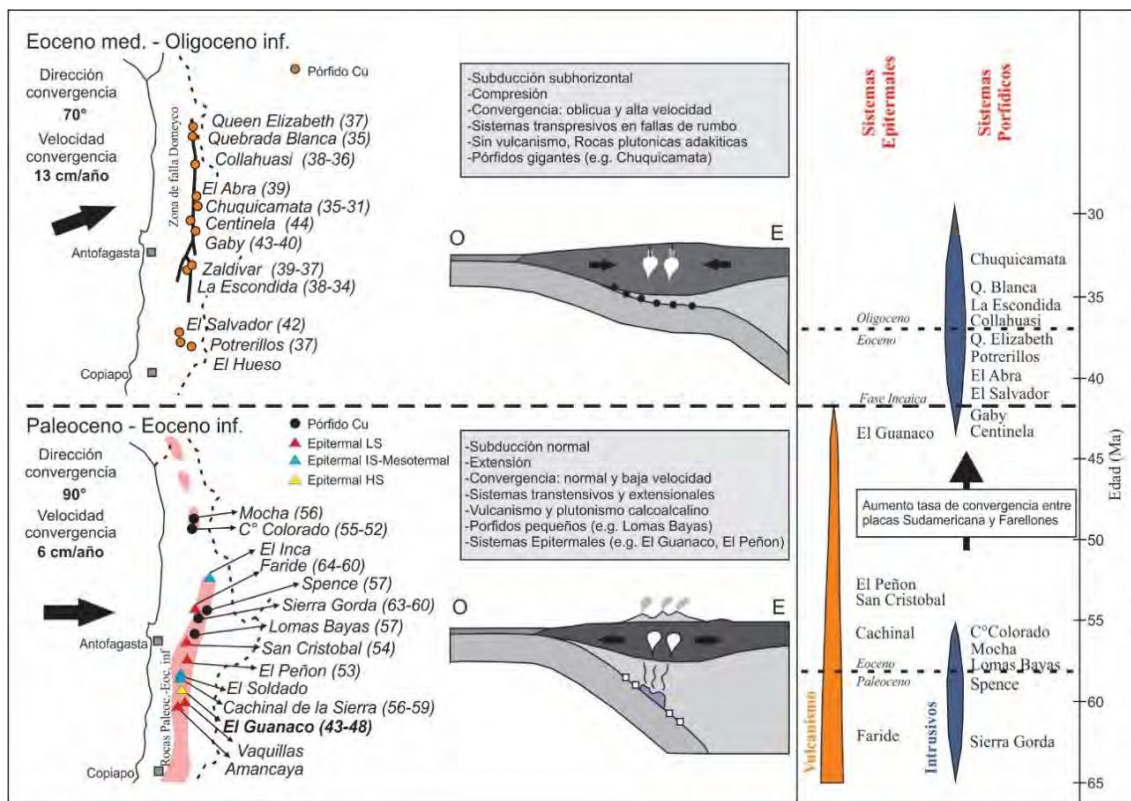 Eoceno med. - Oligoceno inf.
Dirección
convergencia
70°
Velocidad
convergencia
13 cm/año
Pórfido Cu
Zona de falla Domeyco
Queen Elizabeth (37)
Quebrada Blanca (35)
Collahuasi (38-36)
El Abra (39)
Chuquicamata (35-31)
Centinela (44)
Gaby (43-40)
Zaldívar (39-37)
La Escondida (38-34)
El Salvador (42)
Potrerillos (37)
El Hueso
Antofagasta
Copiapo
-Subducción subhorizontal
-Compresión
-Convergencia: oblicua y alta velocidad
-Sistemas transpresivos en fallas de rumbo
-Sin vulcanismo, Rocas plutonicas adakiticas
-Pórfidos gigantes (e.g. Chuquicamata)
O
E
Paleoceno - Eoceno inf.
Dirección
convergencia
90°
Velocidad
convergencia
6 cm/año
Pórfido Cu
Epitermal LS
Epitermal IS-Mesotermal
Epitermal HS
Mocha (56)
C° Colorado (55-52)
El Inca
Faride (64-60)
Spence (57)
Sierra Gorda (63-60)
Lomas Bayas (57)
San Cristobal (54)
El Peñon (53)
El Soldado
Cachinal de la Sierra (56-59)
El Guanaco (43-48)
Vaquillas
Amancaya
Antofagasta
Rocas Paleoc.-Eoc. inf
Copiapo
-Subducción normal
-Extensión
-Convergencia: normal y baja velocidad
-Sistemas transtensivos y extensionales
-Vulcanismo y plutonismo calcoalcalino
-Porfidos pequeños (e.g. Lomas Bayas)
-Sistemas Epitermales (e.g. El Guanaco, El Peñon)
O
E
Sistemas
Epitermales
Sistemas
Porfídicos
Chuquicamata
Q. Blanca
La Escondida
Collahuasi
Oligoceno
Eoceno
Q. Elizabeth
Potrerillos
El Abra
El Salvador
Fase Incaica
Gaby
Centinela
El Guanaco
Aumento tasa de convergencia entre
placas Sudamericana y Farellones
El Peñon
San Cristobal
Cachinal
C°Colorado
Mocha
Lomas Bayas
Eoceno
Paleoceno
Spence
Faride
Sierra Gorda
Vulcanismo
Intrusivos
30
35
40
45
50
55
60
65
Edad (Ma)